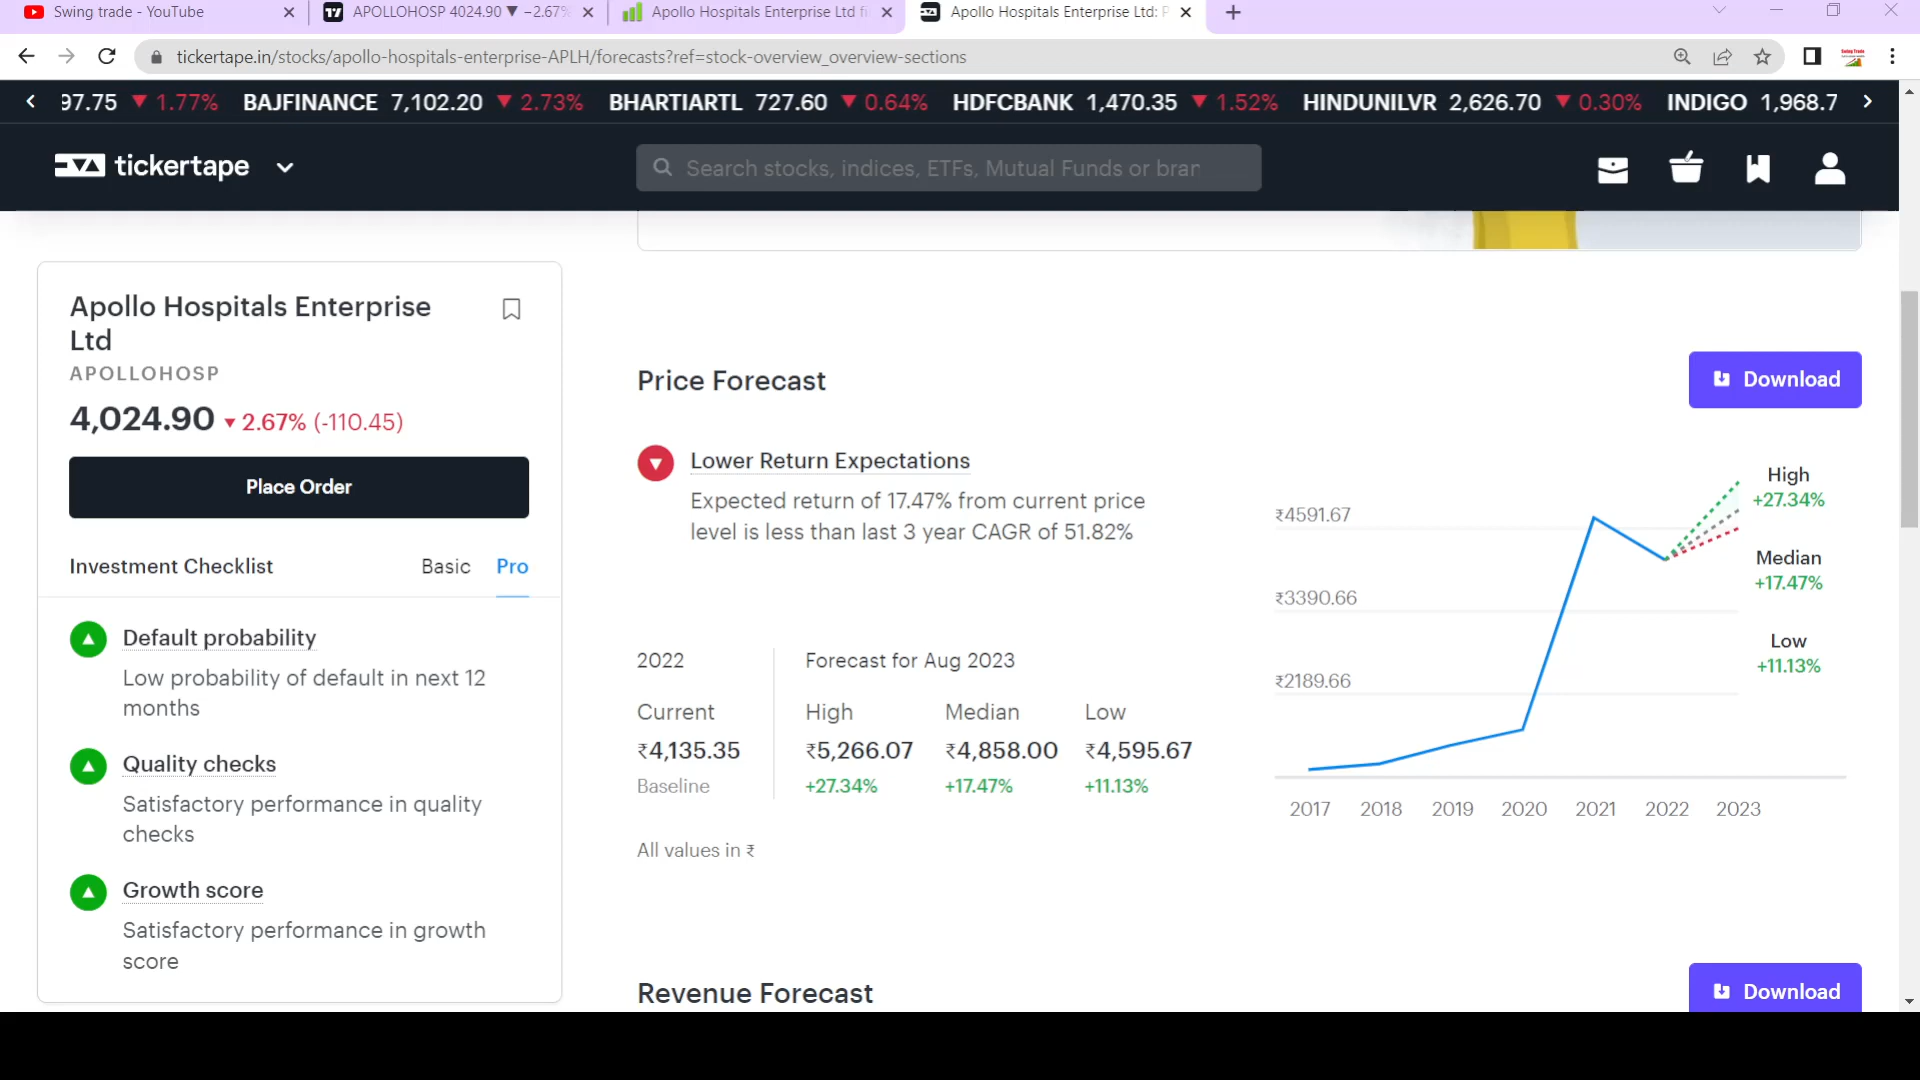 Swing trade - YouTube
APOLLOHOSP 4024.90 ▼ −2.67%
Apollo Hospitals Enterprise Ltd fi
Apollo Hospitals Enterprise Ltd: P
tickertape.in/stocks/apollo-hospitals-enterprise-APLH/forecasts?ref=stock-overview_overview-sections
97.75 ▼ 1.77% BAJFINANCE 7,102.20 ▼ 2.73% BHARTIARTL 727.60 ▼ 0.64% HDFCBANK 1,470.35 ▼ 1.52% HINDUNILVR 2,626.70 ▼ 0.30% INDIGO 1,968.7
tickertape
Search stocks, indices, ETFs, Mutual Funds or brar
Apollo Hospitals Enterprise
Ltd
APOLLOHOSP
4,024.90 ▼ 2.67% (-110.45)
Place Order
Investment Checklist Basic Pro
Default probability
Low probability of default in next 12
months
Quality checks
Satisfactory performance in quality
checks
Growth score
Satisfactory performance in growth
score
Price Forecast
Download
Lower Return Expectations
Expected return of 17.47% from current price
level is less than last 3 year CAGR of 51.82%
2022 Forecast for Aug 2023
Current High Median Low
₹4,135.35 ₹5,266.07 ₹4,858.00 ₹4,595.67
Baseline +27.34% +17.47% +11.13%
All values in ₹
₹4591.67
₹3390.66
₹2189.66
High
+27.34%
Median
+17.47%
Low
+11.13%
2017 2018 2019 2020 2021 2022 2023
Revenue Forecast
Download